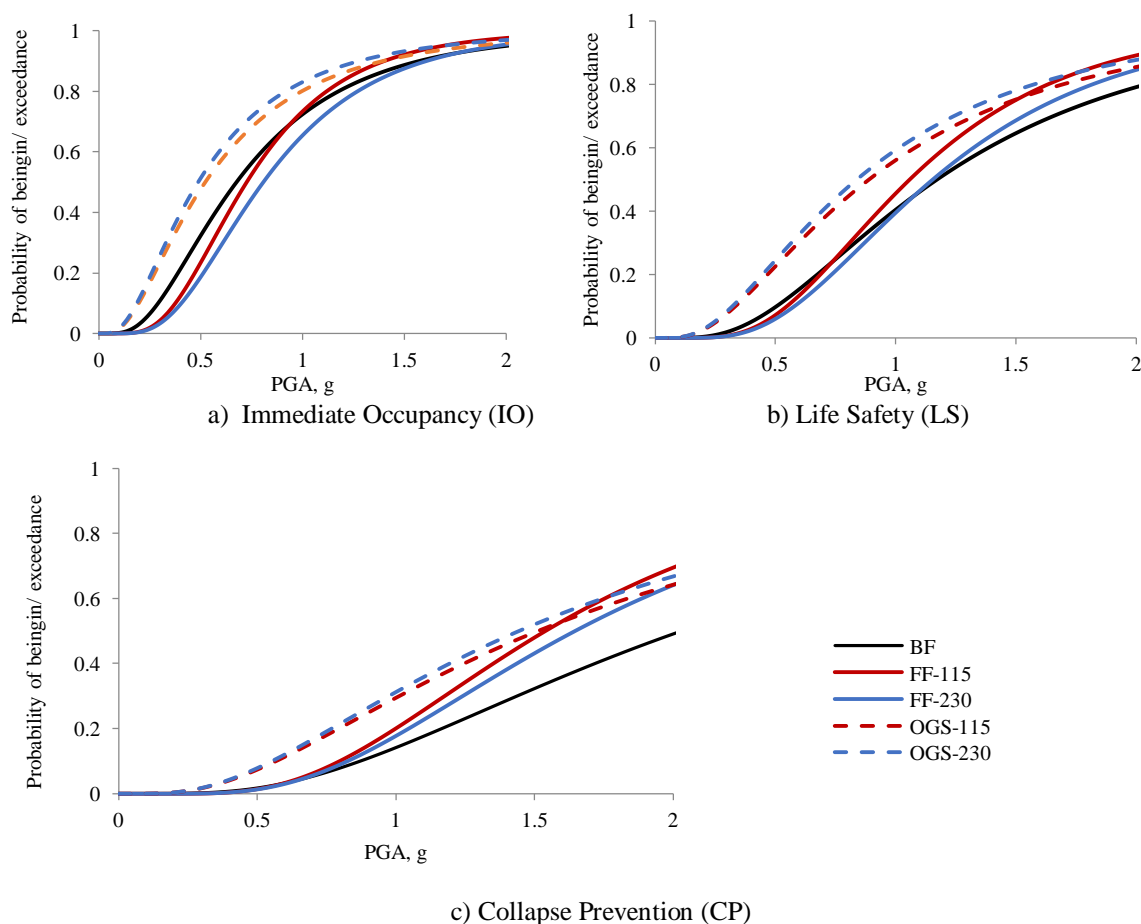 Probability of beingin/ exceedance
1
0.8
0.6
0.4
0.2
0
0
0.5
1
1.5
2
PGA, g
a) Immediate Occupancy (IO)
Probability of beingin/ exceedance
1
0.8
0.6
0.4
0.2
0
0
0.5
1
1.5
2
PGA, g
b) Life Safety (LS)
Probability of beingin/ exceedance
1
0.8
0.6
0.4
0.2
0
0
0.5
1
1.5
2
PGA, g
BF
FF-115
FF-230
OGS-115
OGS-230
c) Collapse Prevention (CP)